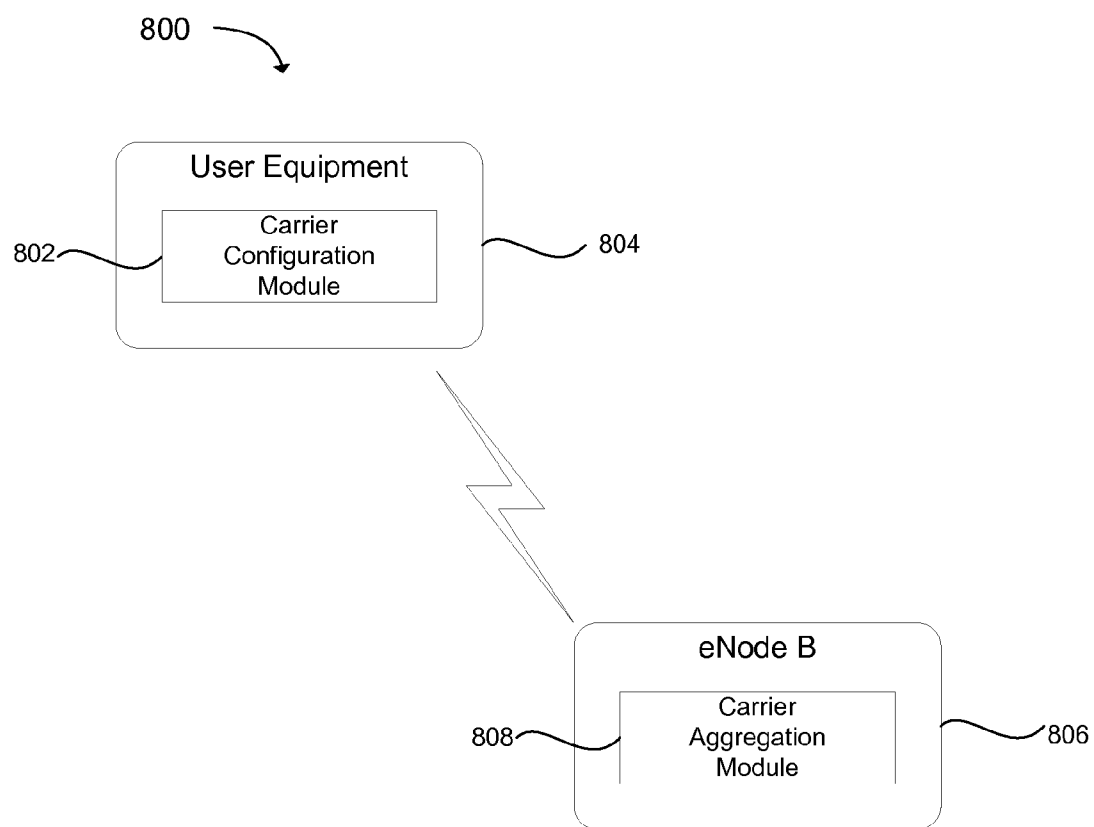 800
User Equipment
Carrier
Configuration
Module
802
804
eNode B
Carrier
Aggregation
Module
808
806